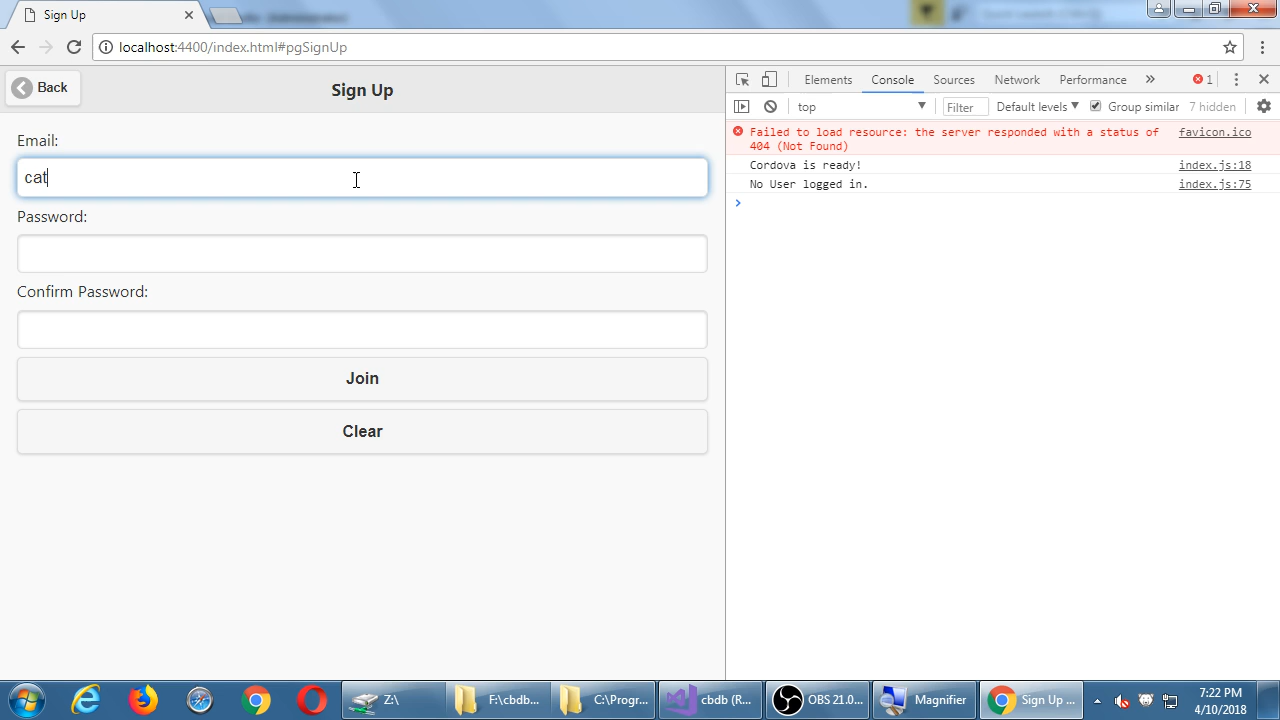 Sign Up
localhost:4400/index.html#pgSignUp
Back
Sign Up
Email:
cat
Password:
Confirm Password:
Join
Clear
Elements Console Sources Network Performance » 1
top Filter Default levels Group similar 7 hidden
Failed to load resource: the server responded with a status of favicon.ico
404 (Not Found)
Cordova is ready! index.js:18
No User logged in. index.js:75
Z:\ F:\cbdb... C:\Progr... cbdb (R... OBS 21.0... Magnifier Sign Up ... 7:22 PM
4/10/2018